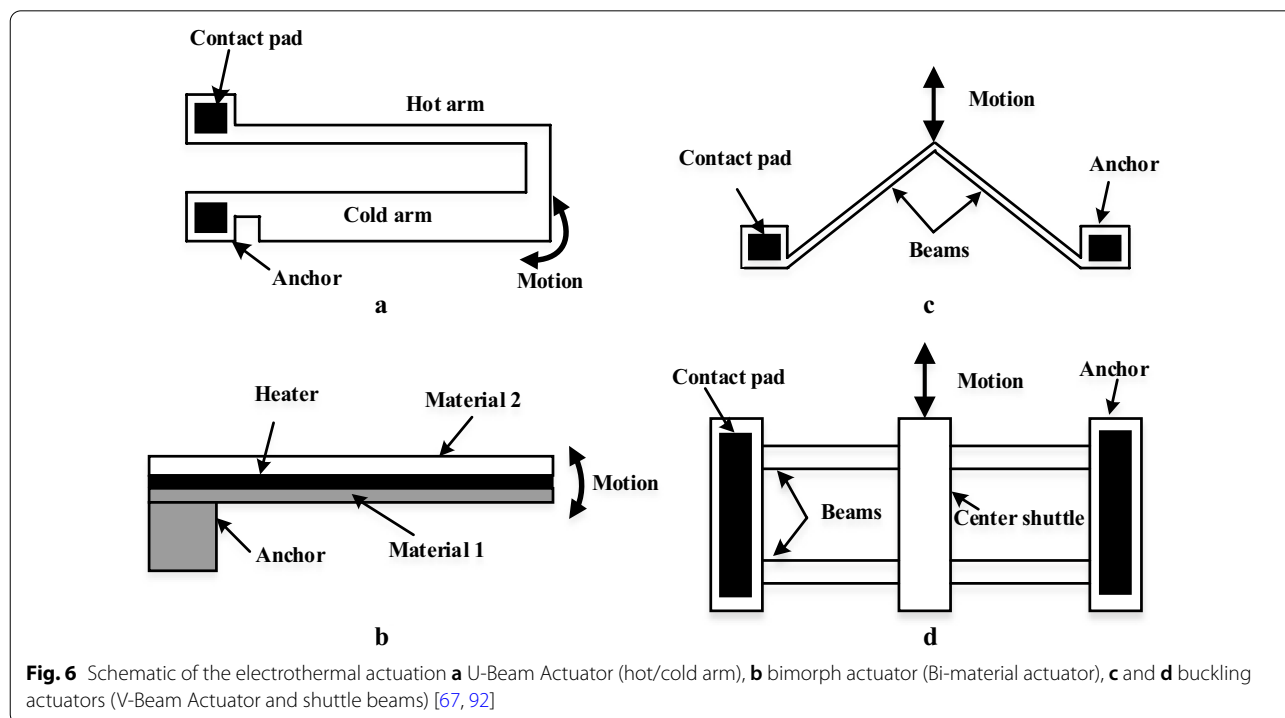 Contact pad
Hot arm
Cold arm
Anchor
Motion
a
Motion
Contact pad
Anchor
Beams
c
Heater
Material 2
Motion
Anchor
Material 1
b
Contact pad
Motion
Anchor
Beams
Center shuttle
d
Fig. 6 Schematic of the electrothermal actuation a U-Beam Actuator (hot/cold arm), b bimorph actuator (Bi-material actuator), c and d buckling
actuators (V-Beam Actuator and shuttle beams) [67, 92]